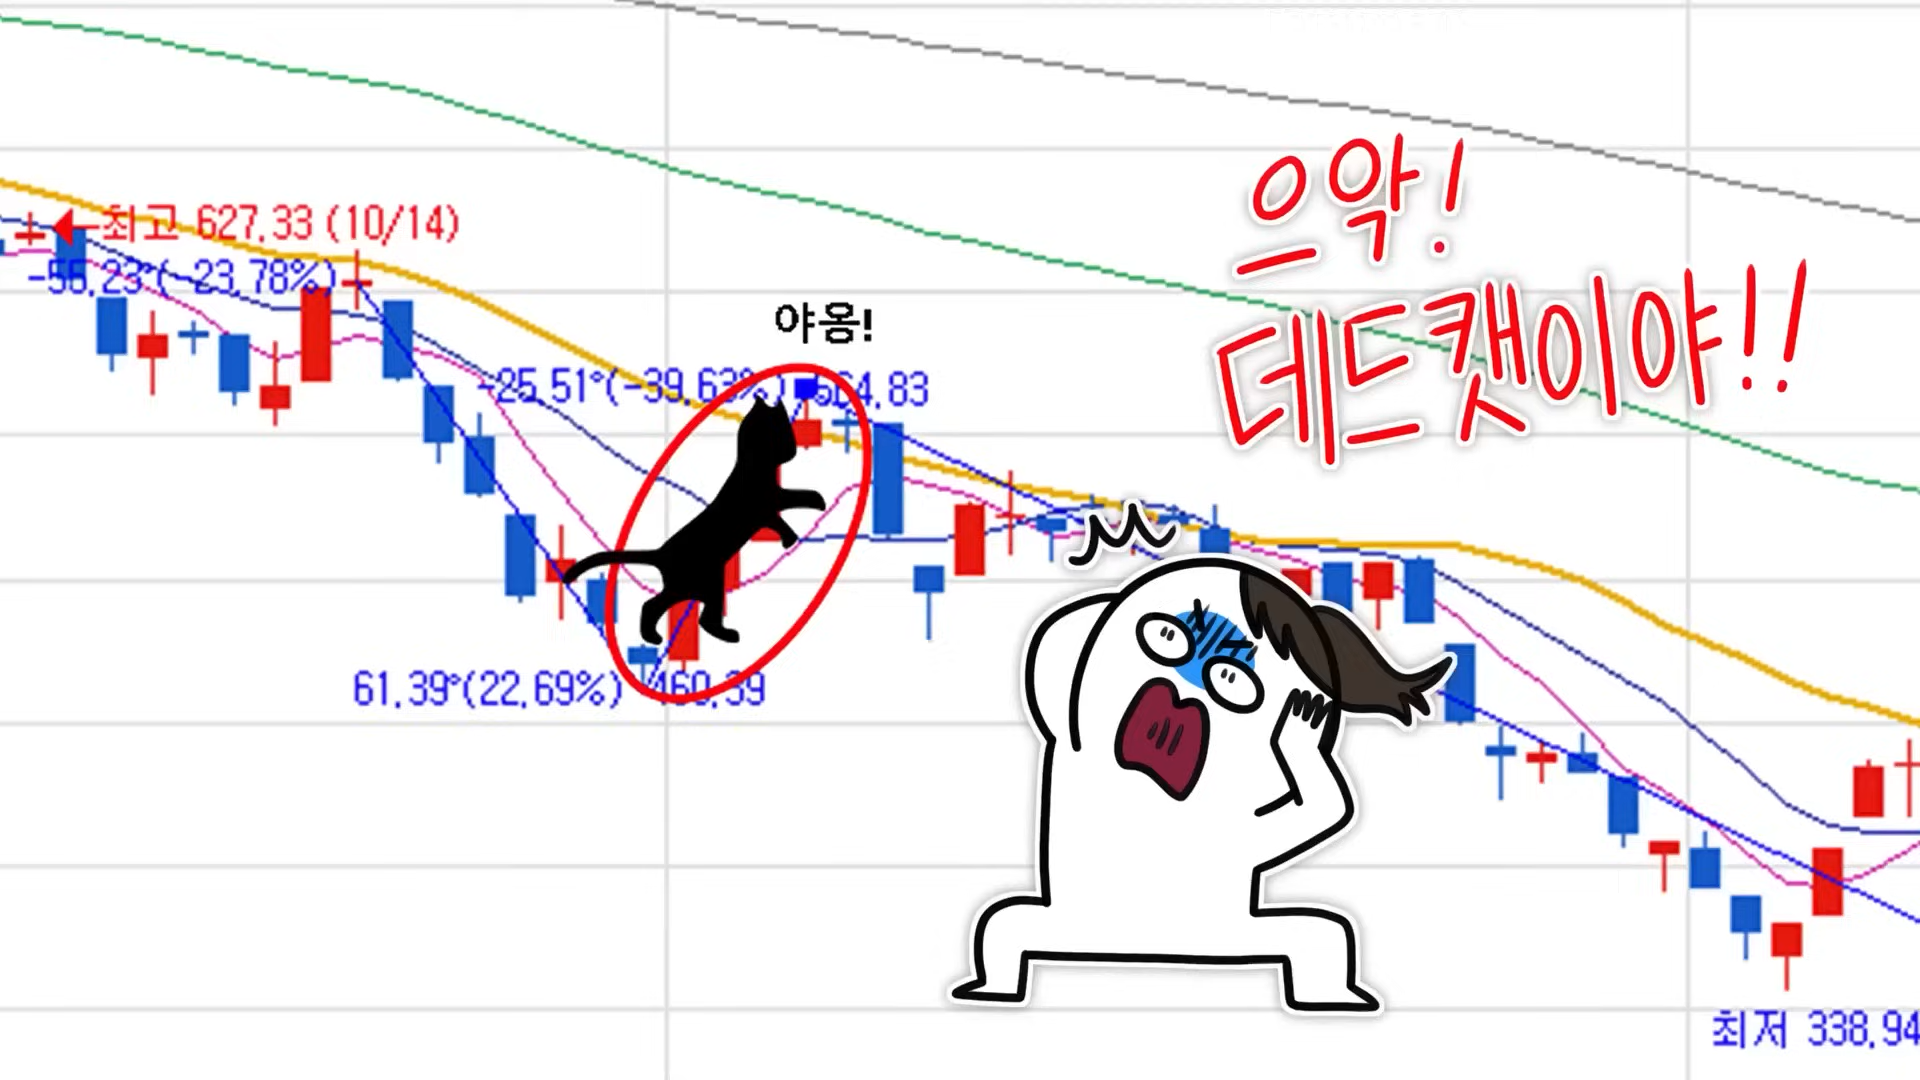 으악!
데드캣이야!!
최고 627,33 (10/14)
-55,23°(-23,78%)
야옹!
-25,51°(-39,63%) 564,83
61,39°(22,69%) 460,39
최저 338,94